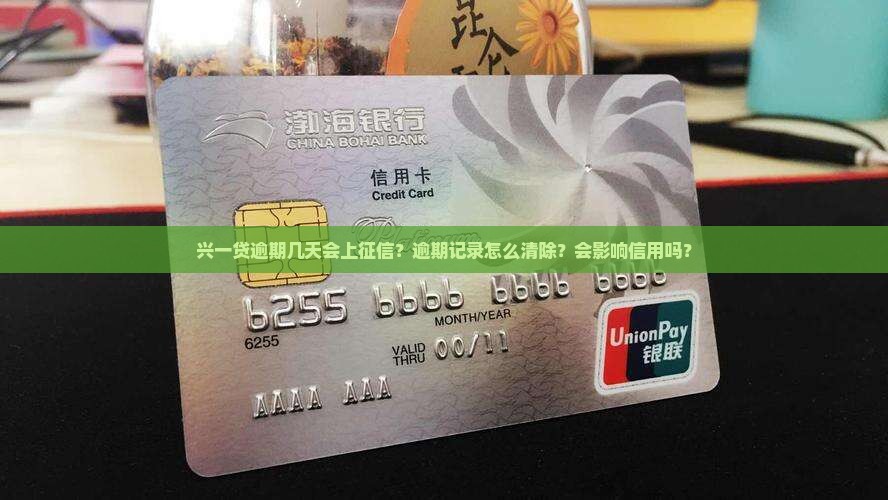 昆仑
渤海银行
CHINA BOHAI BANK
信用卡
Credit Card
兴一贷逾期几天会上征信？逾期记录怎么清除？会影响信用吗？
6255 6666 6666 6666
6255
MONTH/YEAR
VALID THRU 00/11
UnionPay
银联
AAAA AAA